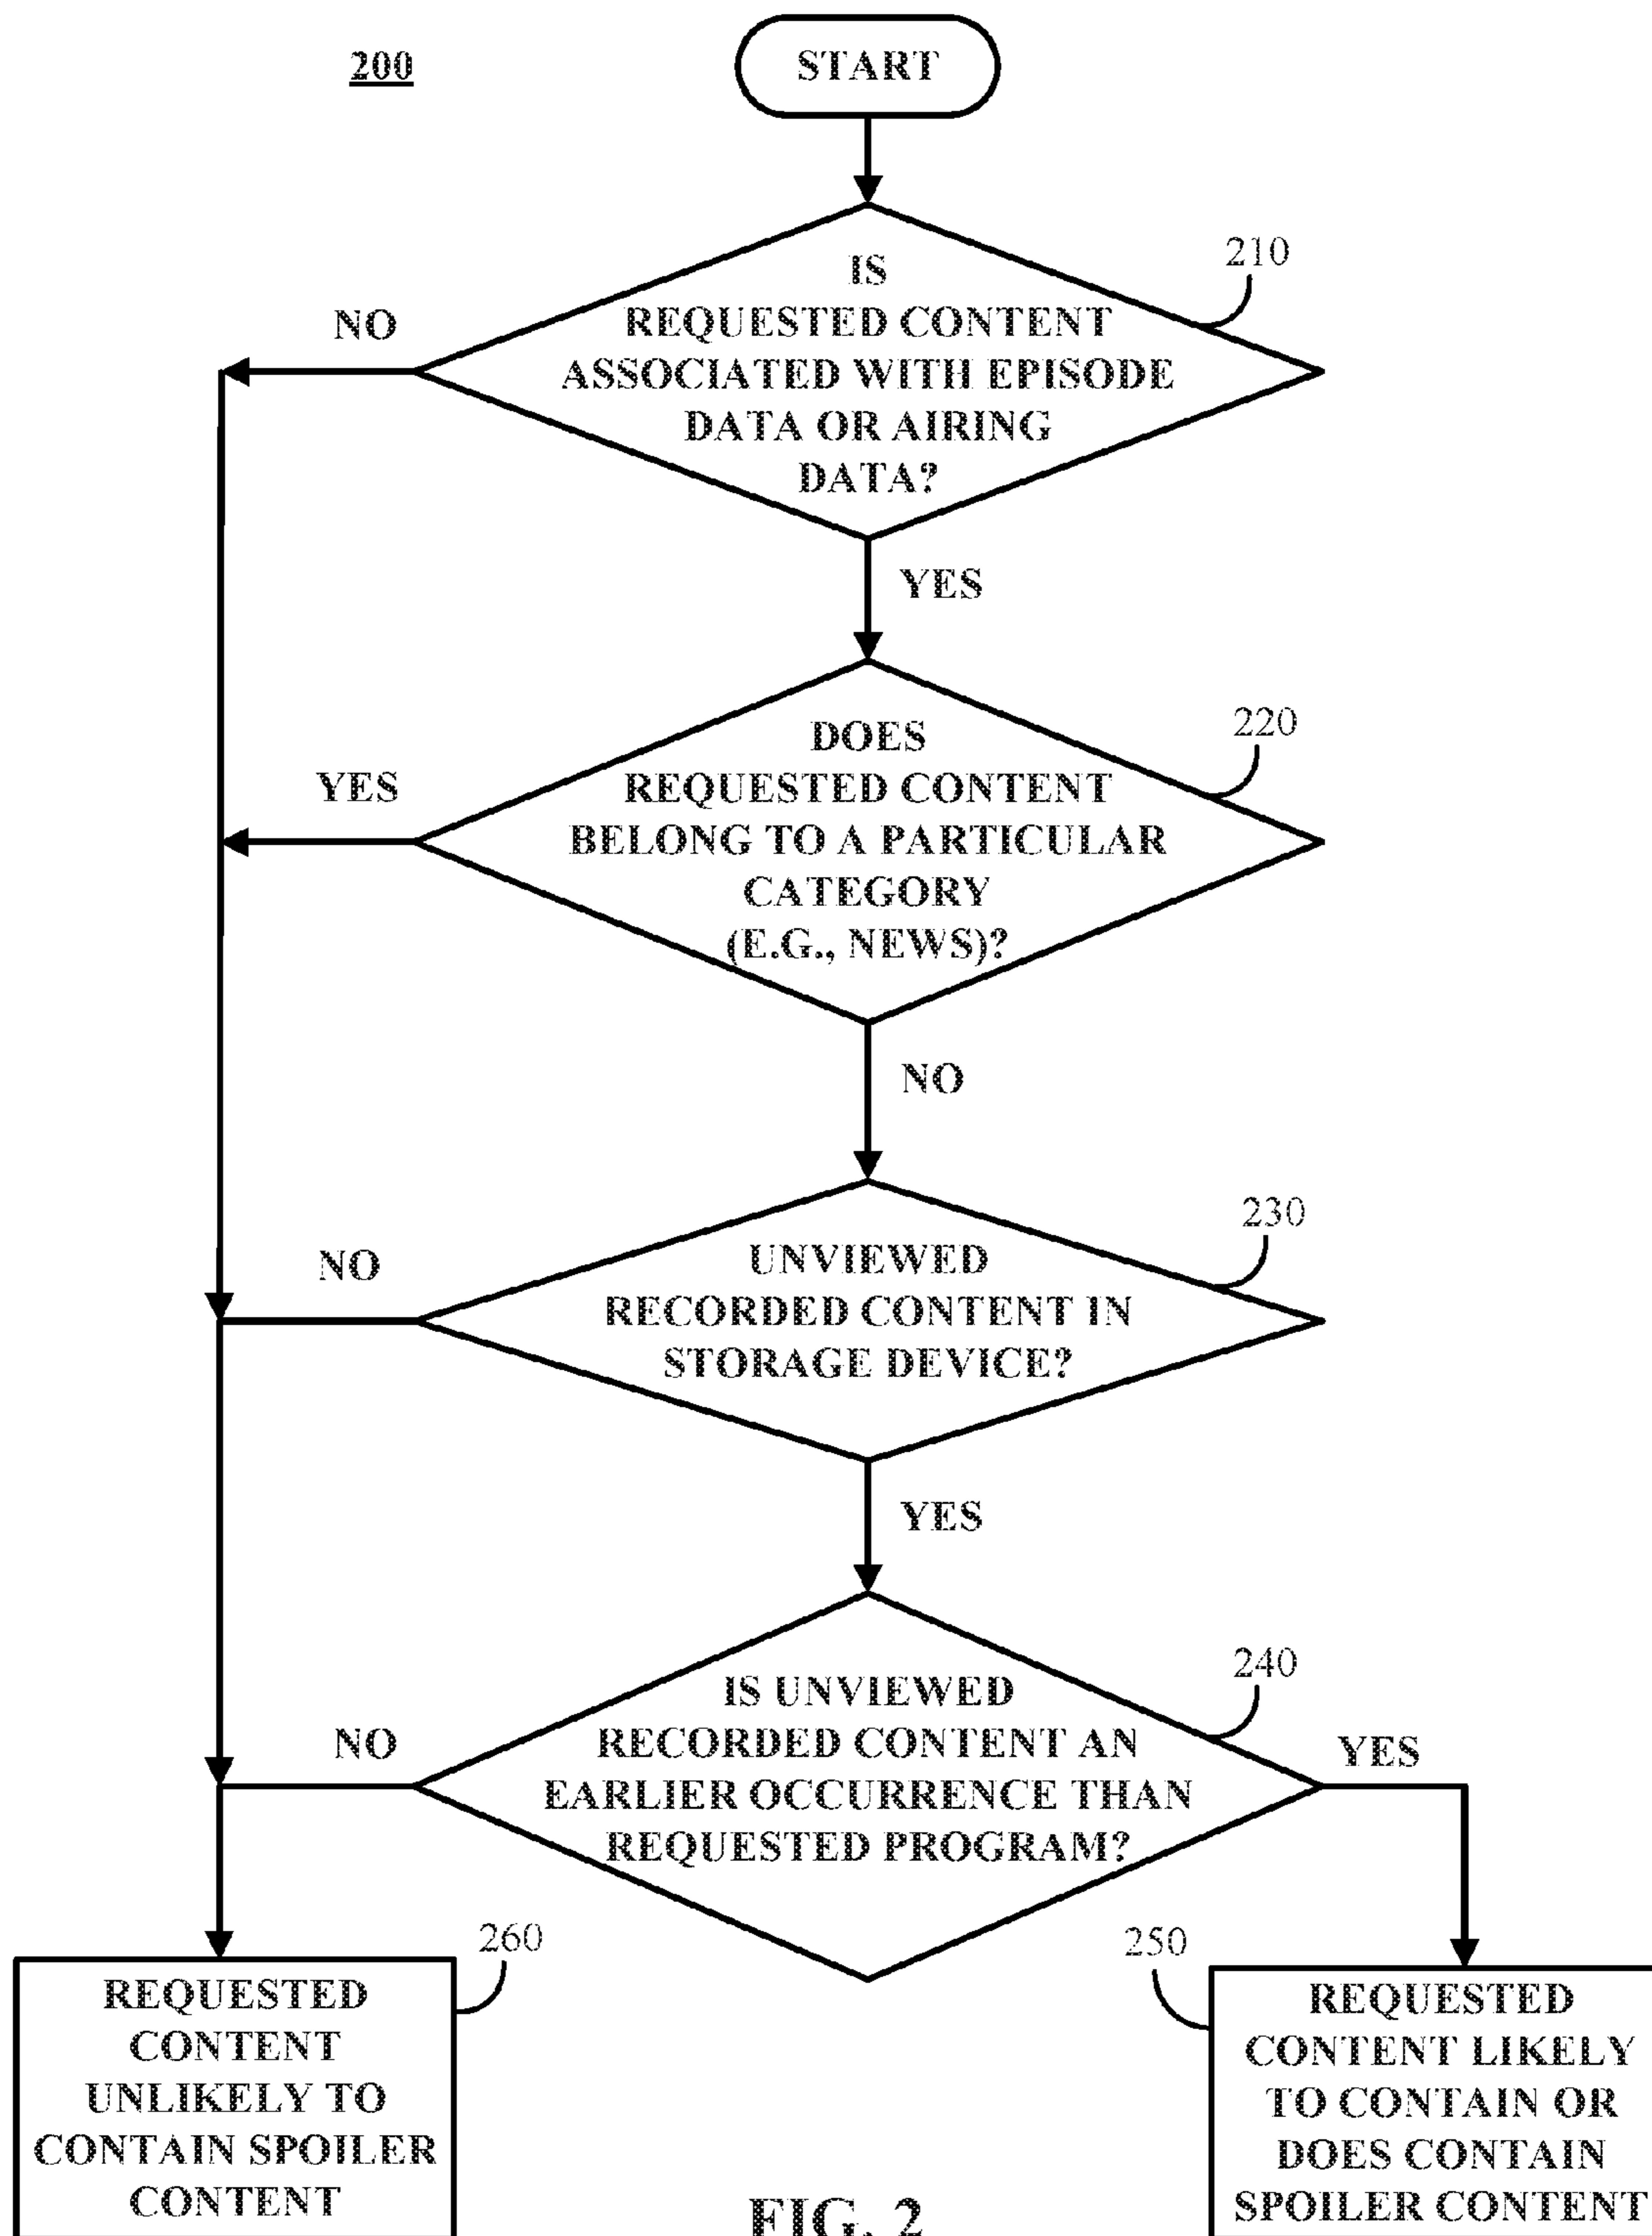 200
START
210
IS
REQUESTED CONTENT
ASSOCIATED WITH EPISODE
DATA OR AIRING
DATA?
NO
YES
220
DOES
REQUESTED CONTENT
BELONG TO A PARTICULAR
CATEGORY
(E.G., NEWS)?
YES
NO
230
UNVIEWED
RECORDED CONTENT IN
STORAGE DEVICE?
NO
YES
240
IS UNVIEWED
RECORDED CONTENT AN
EARLIER OCCURRENCE THAN
REQUESTED PROGRAM?
NO
YES
260
REQUESTED
CONTENT
UNLIKELY TO
CONTAIN SPOILER
CONTENT
250
REQUESTED
CONTENT LIKELY
TO CONTAIN OR
DOES CONTAIN
SPOILER CONTENT
FIG. 2